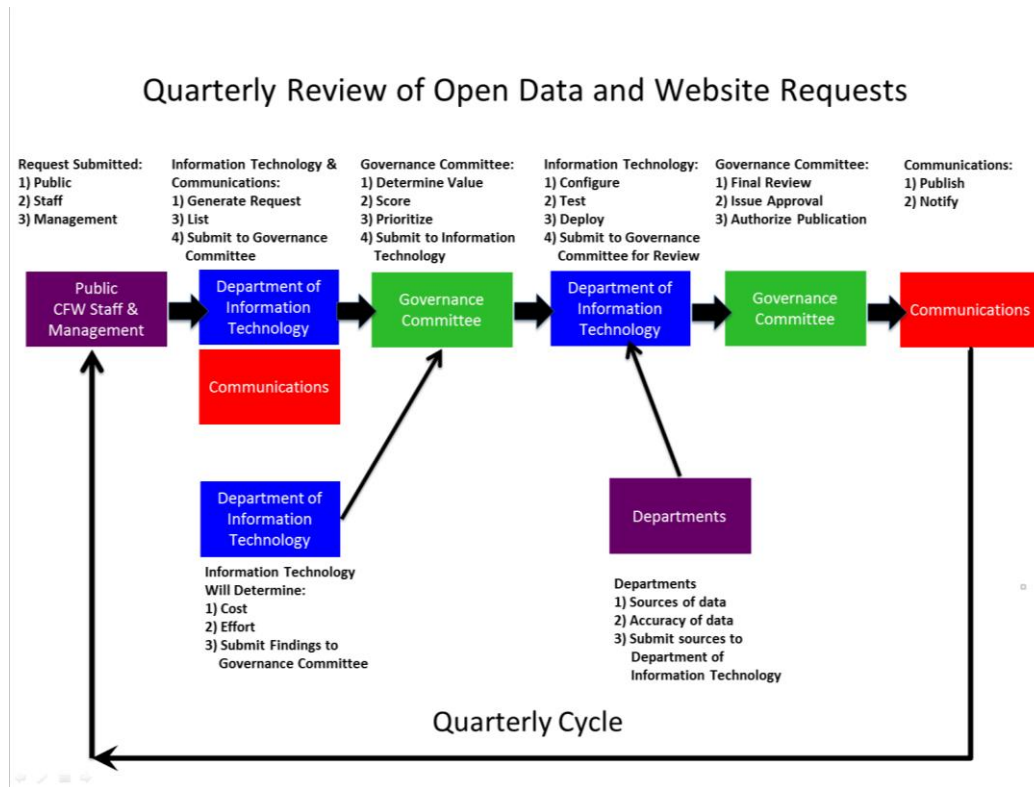 Quarterly Review of Open Data and Website Requests
Request Submitted:
1) Public
2) Staff
3) Management
Information Technology &
Communications:
1) Generate Request
3) List
4) Submit to Governance
Committee
Governance Committee:
1) Determine Value
2) Score
3) Prioritize
4) Submit to Information
Technology
Information Technology:
1) Configure
2) Test
3) Deploy
4) Submit to Governance
Committee for Review
Governance Committee:
1) Final Review
2) Issue Approval
3) Authorize Publication
Communications:
1) Publish
2) Notify
Public
CFW Staff &
Management
Department of
Information
Technology
Governance
Committee
Department of
Information
Technology
Governance
Committee
Communications
Communications
Department of
Information
Technology
Departments
Information Technology
Will Determine:
1) Cost
2) Effort
3) Submit Findings to
Governance Committee
Departments
1) Sources of data
2) Accuracy of data
3) Submit sources to
Department of
Information Technology
Quarterly Cycle